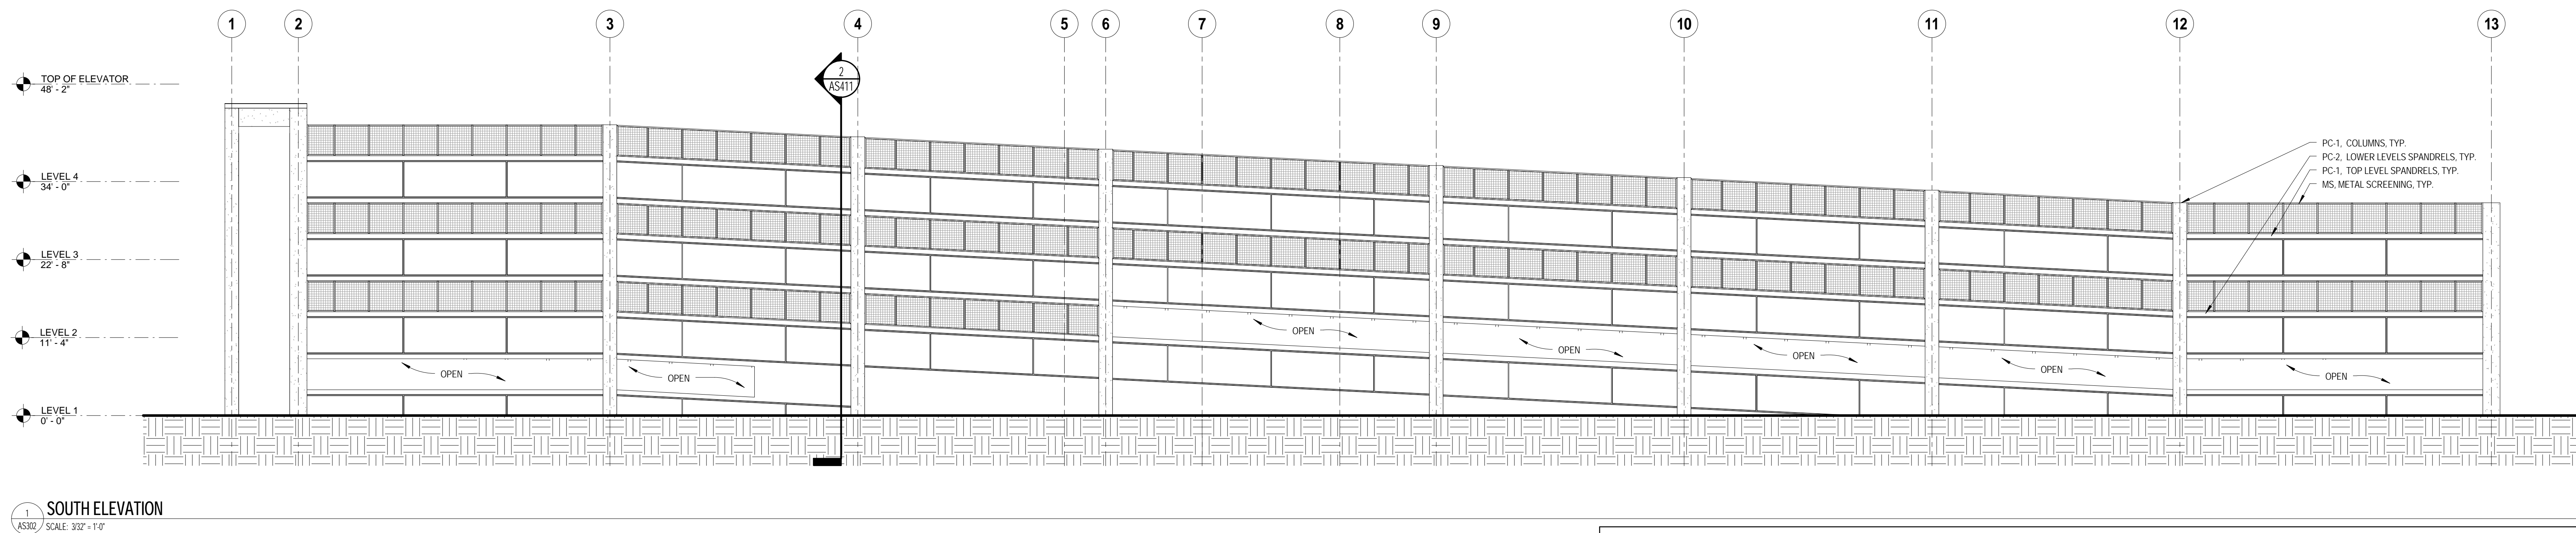 1 2 3 4 5 6 7 8 9 10 11 12 13
TOP OF ELEVATOR
48' - 2"
2
AS411
PC-1, COLUMNS, TYP.
PC-2, LOWER LEVELS SPANDRELS, TYP.
PC-1, TOP LEVEL SPANDRELS, TYP.
MS, METAL SCREENING, TYP.
LEVEL 4
34' - 0"
LEVEL 3
22' - 8"
LEVEL 2
11' - 4"
OPEN
OPEN
OPEN
OPEN
OPEN
OPEN
OPEN
LEVEL 1
0' - 0"
1
AS302
SOUTH ELEVATION
SCALE: 3/32" = 1'-0"